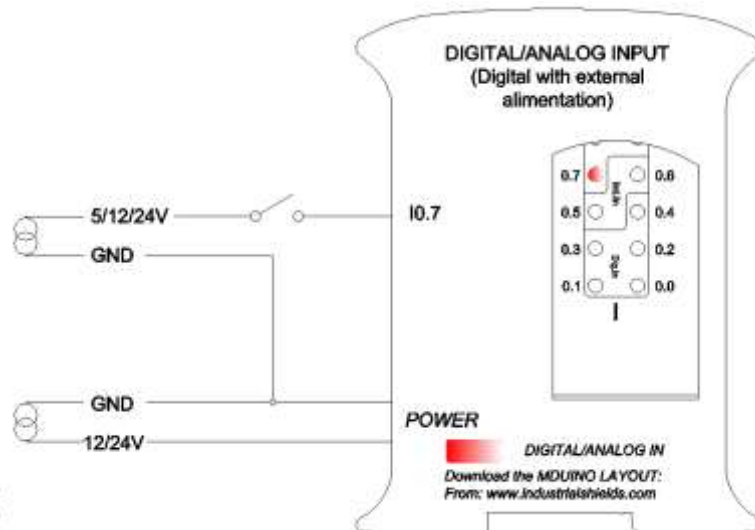 DIGITAL/ANALOG INPUT
(Digital with external
alimentation)
0.7 0.6
5/12/24V I0.7
0.5 0.4
GND
0.3 0.2
Dig.In
0.1 0.0
I
GND
POWER
12/24V
DIGITAL/ANALOG IN
Download the MDUINO LAYOUT:
From: www.industrialshields.com